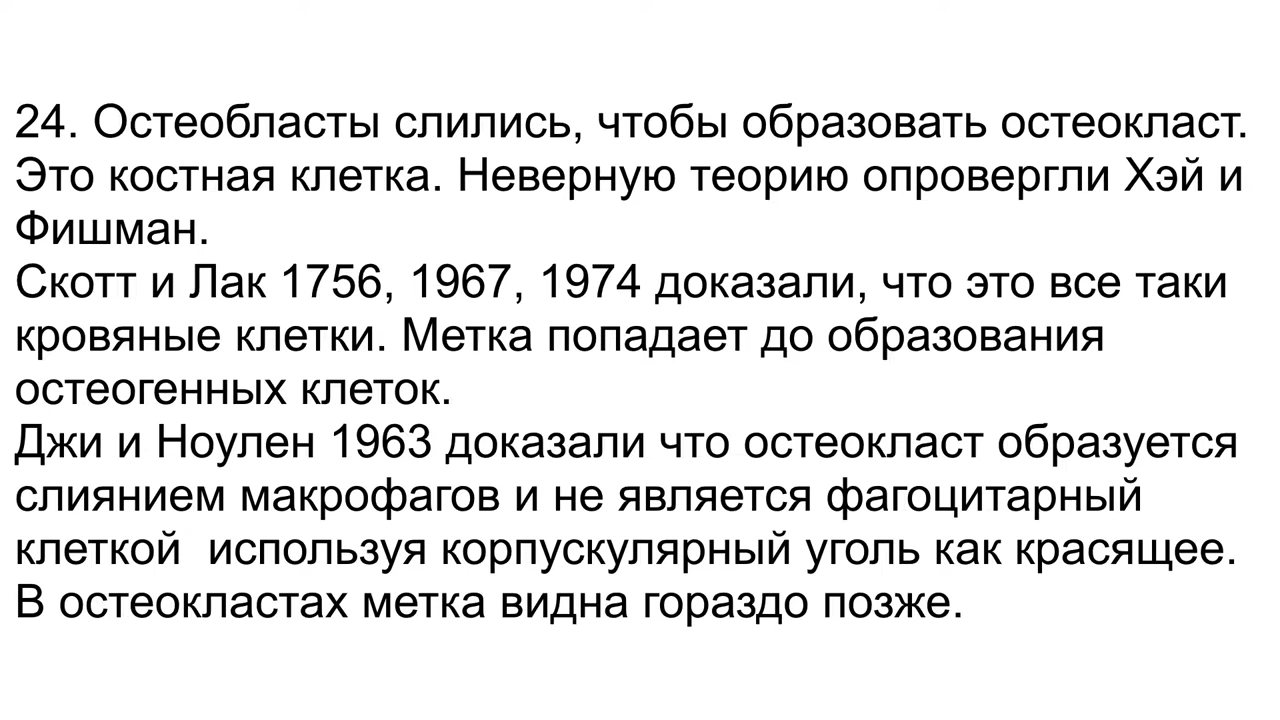 24. Остеобласты слились, чтобы образовать остеокласт.
Это костная клетка. Неверную теорию опровергли Хэй и
Фишман.
Скотт и Лак 1756, 1967, 1974 доказали, что это все таки
кровяные клетки. Метка попадает до образования
остеогенных клеток.
Джи и Ноулен 1963 доказали что остеокласт образуется
слиянием макрофагов и не является фагоцитарный
клеткой  используя корпускулярный уголь как красящее.
В остеокластах метка видна гораздо позже.